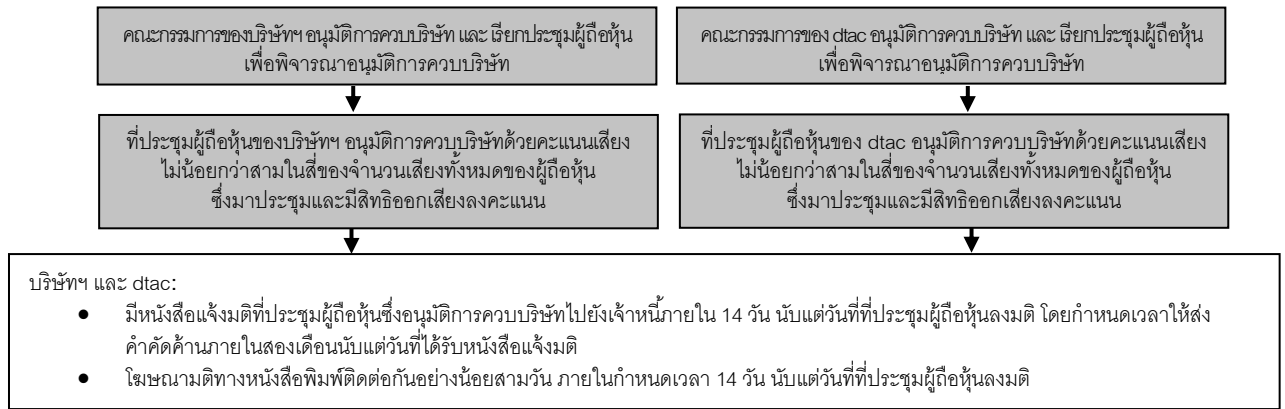 คณะกรรมการของบริษัทฯ อนุมัติการควบบริษัท และ เรียกประชุมผู้ถือหุ้น
เพื่อพิจารณาอนุมัติการควบบริษัท
คณะกรรมการของ dtac อนุมัติการควบบริษัท และ เรียกประชุมผู้ถือหุ้น
เพื่อพิจารณาอนุมัติการควบบริษัท
ที่ประชุมผู้ถือหุ้นของบริษัทฯ อนุมัติการควบบริษัทด้วยคะแนนเสียง
ไม่น้อยกว่าสามในสี่ของจำนวนเสียงทั้งหมดของผู้ถือหุ้น
ซึ่งมาประชุมและมีสิทธิออกเสียงลงคะแนน
ที่ประชุมผู้ถือหุ้นของ dtac อนุมัติการควบบริษัทด้วยคะแนนเสียง
ไม่น้อยกว่าสามในสี่ของจำนวนเสียงทั้งหมดของผู้ถือหุ้น
ซึ่งมาประชุมและมีสิทธิออกเสียงลงคะแนน
บริษัทฯ และ dtac:
• มีหนังสือแจ้งมติที่ประชุมผู้ถือหุ้นซึ่งอนุมัติการควบบริษัทไปยังเจ้าหนี้ภายใน 14 วัน นับแต่วันที่ที่ประชุมผู้ถือหุ้นลงมติ โดยกำหนดเวลาให้ส่ง
คำคัดค้านภายในสองเดือนนับแต่วันที่ได้รับหนังสือแจ้งมติ
• โฆษณามติทางหนังสือพิมพ์ติดต่อกันอย่างน้อยสามวัน ภายในกำหนดเวลา 14 วัน นับแต่วันที่ที่ประชุมผู้ถือหุ้นลงมติ